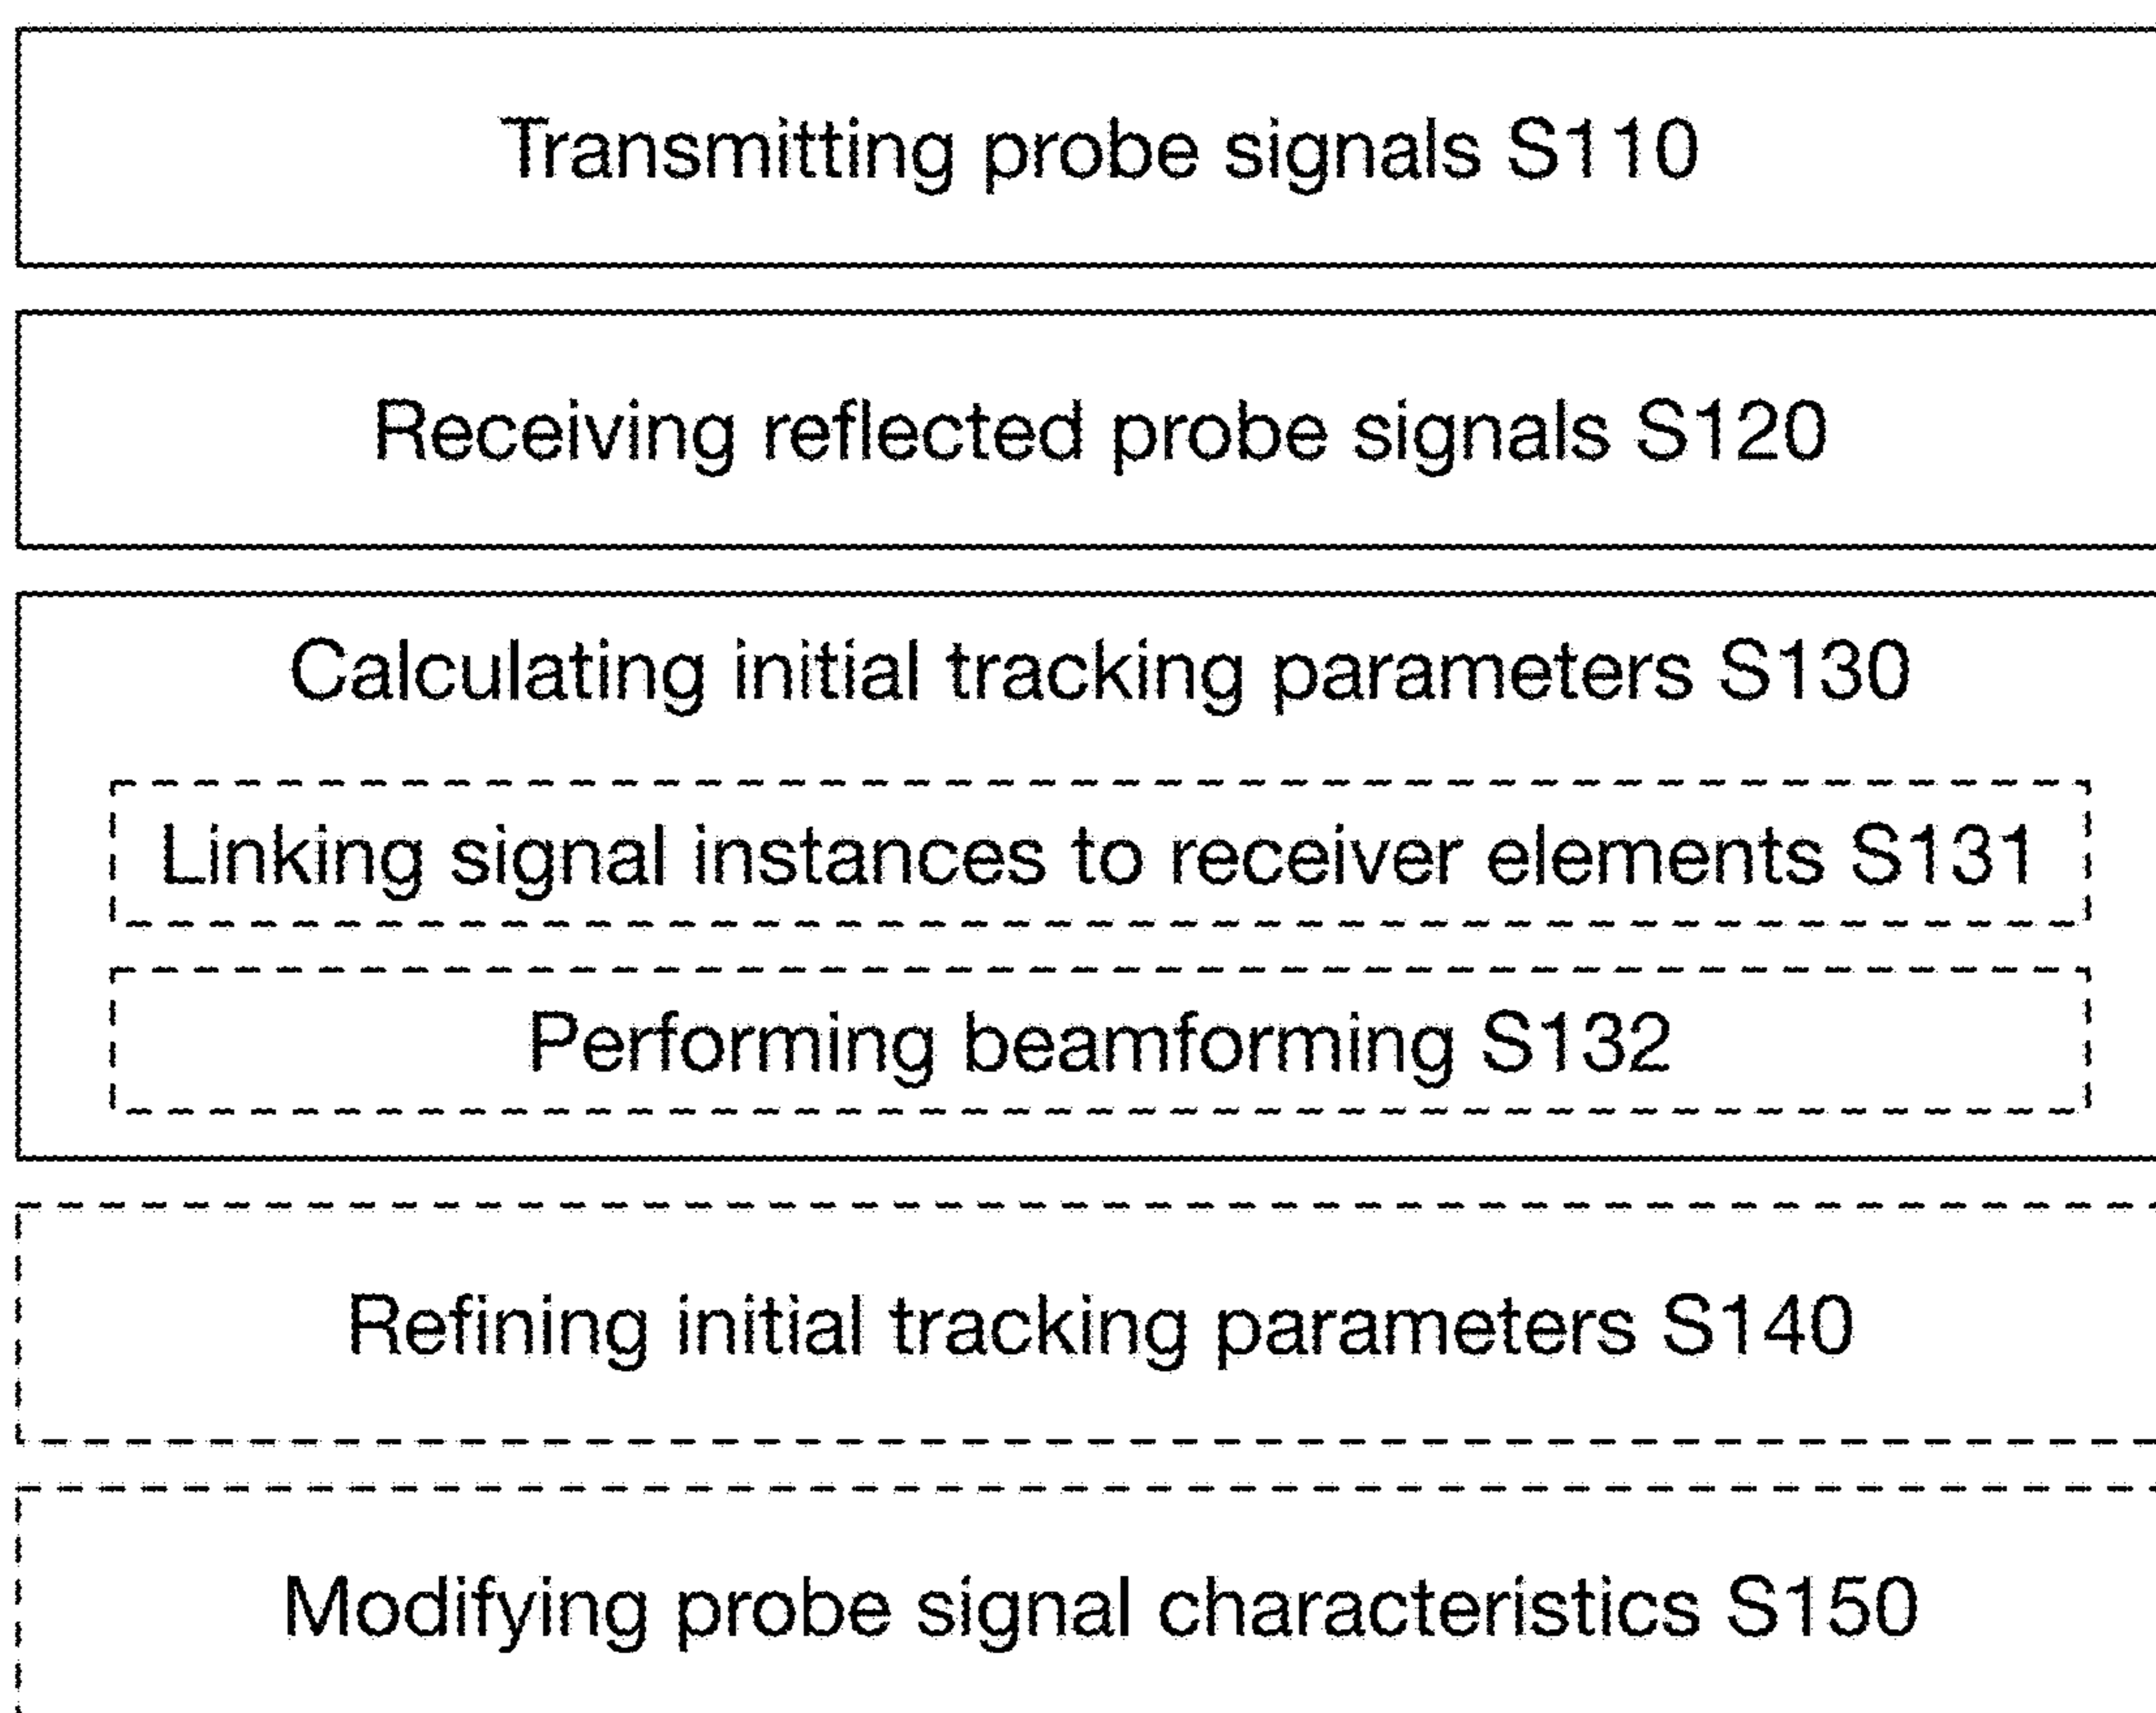 Transmitting probe signals S110
Receiving reflected probe signals S120
Calculating initial tracking parameters S130
Linking signal instances to receiver elements S131
Performing beamforming S132
Refining initial tracking parameters S140
Modifying probe signal characteristics S150